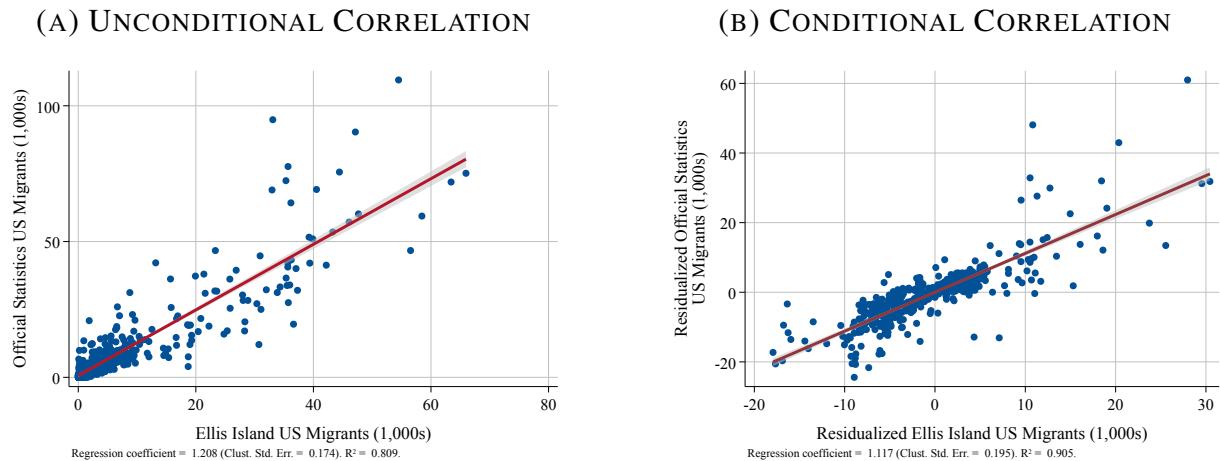 (A) UNCONDITIONAL CORRELATION
Official Statistics US Migrants (1,000s)
100
50
0
0 20 40 60 80
Ellis Island US Migrants (1,000s)
Regression coefficient = 1.208 (Clust. Std. Err. = 0.174). R² = 0.809.
(B) CONDITIONAL CORRELATION
Residualized Official Statistics
US Migrants (1,000s)
60
40
20
0
-20
-20 -10 0 10 20 30
Residualized Ellis Island US Migrants (1,000s)
Regression coefficient = 1.117 (Clust. Std. Err. = 0.195). R² = 0.905.